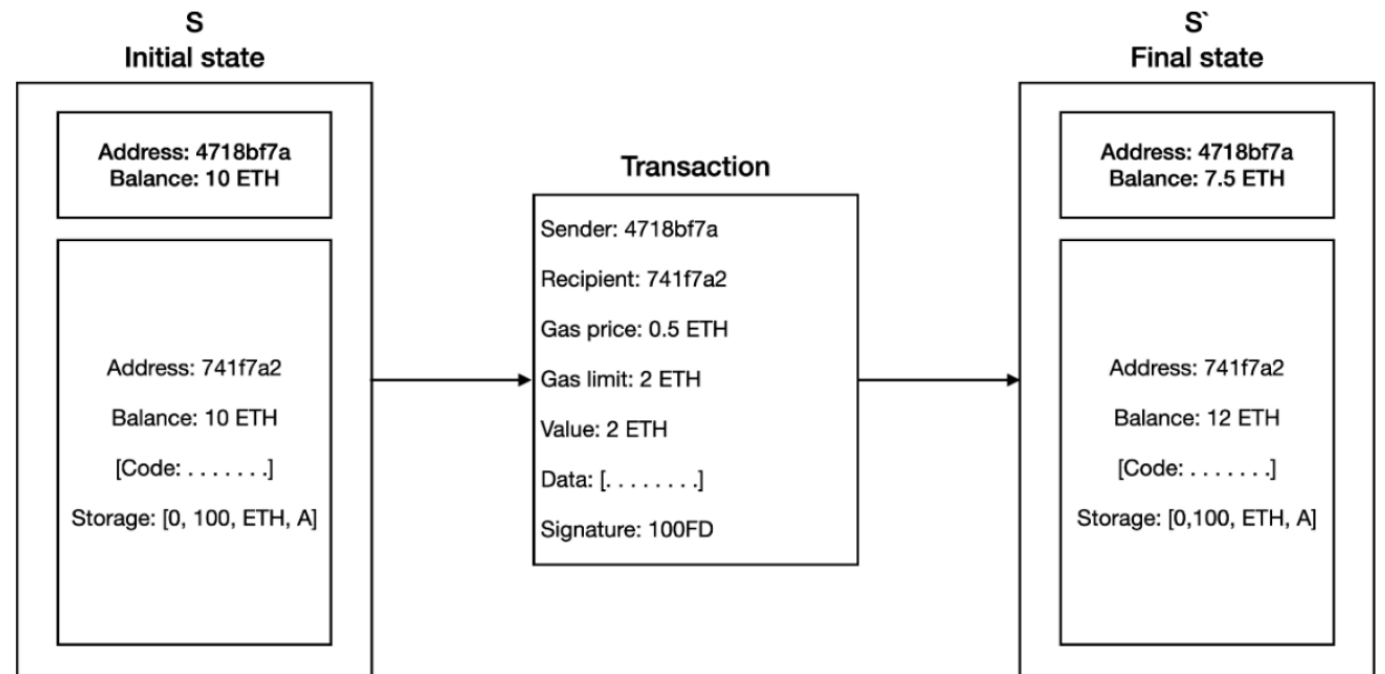 S
Initial state
Address: 4718bf7a
Balance: 10 ETH
Address: 741f7a2
Balance: 10 ETH
[Code: . . . . . . .]
Storage: [0, 100, ETH, A]
Transaction
Sender: 4718bf7a
Recipient: 741f7a2
Gas price: 0.5 ETH
Gas limit: 2 ETH
Value: 2 ETH
Data: [. . . . . . . .]
Signature: 100FD
S`
Final state
Address: 4718bf7a
Balance: 7.5 ETH
Address: 741f7a2
Balance: 12 ETH
[Code: . . . . . . .]
Storage: [0,100, ETH, A]